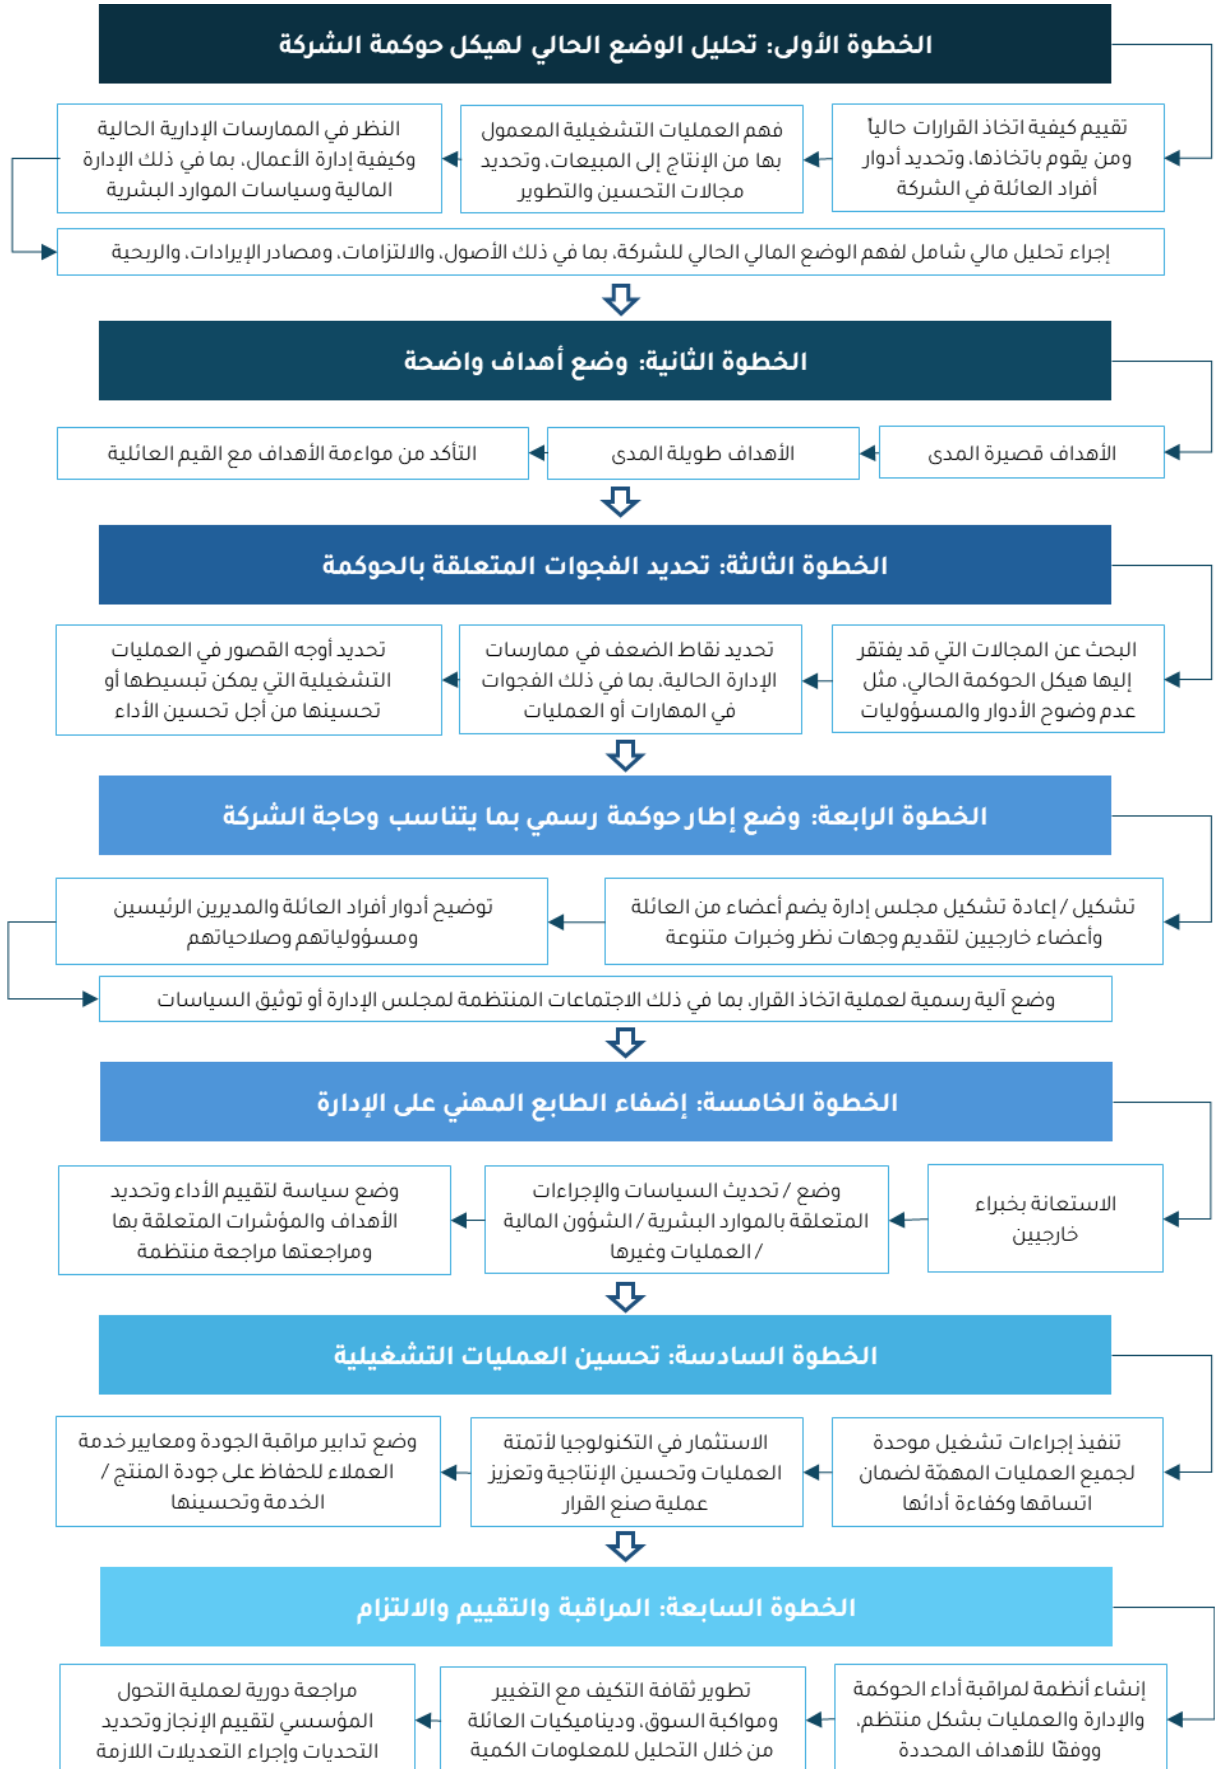 الخطوة الأولى: تحليل الوضع الحالي لهيكل حوكمة الشركة
تقييم كيفية اتخاذ القرارات حالياً
ومن يقوم باتخاذها، وتحديد أدوار
أفراد العائلة في الشركة
فهم العمليات التشغيلية المعمول
بها من الإنتاج إلى المبيعات، وتحديد
مجالات التحسين والتطوير
النظر في الممارسات الإدارية الحالية
وكيفية إدارة الأعمال، بما في ذلك الإدارة
المالية وسياسات الموارد البشرية
إجراء تحليل مالي شامل لفهم الوضع المالي الحالي للشركة، بما في ذلك الأصول، والالتزامات، ومصادر الإيرادات، والربحية
الخطوة الثانية: وضع أهداف واضحة
الأهداف قصيرة المدى
الأهداف طويلة المدى
التأكد من مواءمة الأهداف مع القيم العائلية
الخطوة الثالثة: تحديد الفجوات المتعلقة بالحوكمة
البحث عن المجالات التي قد يفتقر
إليها هيكل الحوكمة الحالي، مثل
عدم وضوح الأدوار والمسؤوليات
تحديد نقاط الضعف في ممارسات
الإدارة الحالية، بما في ذلك الفجوات
في المهارات أو العمليات
تحديد أوجه القصور في العمليات
التشغيلية التي يمكن تبسيطها أو
تحسينها من أجل تحسين الأداء
الخطوة الرابعة: وضع إطار حوكمة رسمي بما يتناسب وحاجة الشركة
تشكيل / إعادة تشكيل مجلس إدارة يضم أعضاء من العائلة
وأعضاء خارجيين لتقديم وجهات نظر وخبرات متنوعة
توضيح أدوار أفراد العائلة والمديرين الرئيسين
ومسؤولياتهم وصلاحياتهم
وضع آلية رسمية لعملية اتخاذ القرار، بما في ذلك الاجتماعات المنتظمة لمجلس الإدارة أو توثيق السياسات
الخطوة الخامسة: إضفاء الطابع المهني على الإدارة
الاستعانة بخبراء
خارجيين
وضع / تحديث السياسات والإجراءات
المتعلقة بالموارد البشرية / الشؤون المالية
/ العمليات وغيرها
وضع سياسة لتقييم الأداء وتحديد
الأهداف والمؤشرات المتعلقة بها
ومراجعتها مراجعة منتظمة
الخطوة السادسة: تحسين العمليات التشغيلية
تنفيذ إجراءات تشغيل موحدة
لجميع العمليات المهمّة لضمان
اتساقها وكفاءة أدائها
الاستثمار في التكنولوجيا لأتمتة
العمليات وتحسين الإنتاجية وتعزيز
عملية صنع القرار
وضع تدابير مراقبة الجودة ومعايير خدمة
العملاء للحفاظ على جودة المنتج /
الخدمة وتحسينها
الخطوة السابعة: المراقبة والتقييم والالتزام
إنشاء أنظمة لمراقبة أداء الحوكمة
والإدارة والعمليات بشكل منتظم،
ووفقًا للأهداف المحددة
تطوير ثقافة التكيف مع التغيير
ومواكبة السوق، وديناميكيات العائلة
من خلال التحليل للمعلومات الكمية
مراجعة دورية لعملية التحول
المؤسسي لتقييم الإنجاز وتحديد
التحديات وإجراء التعديلات اللازمة